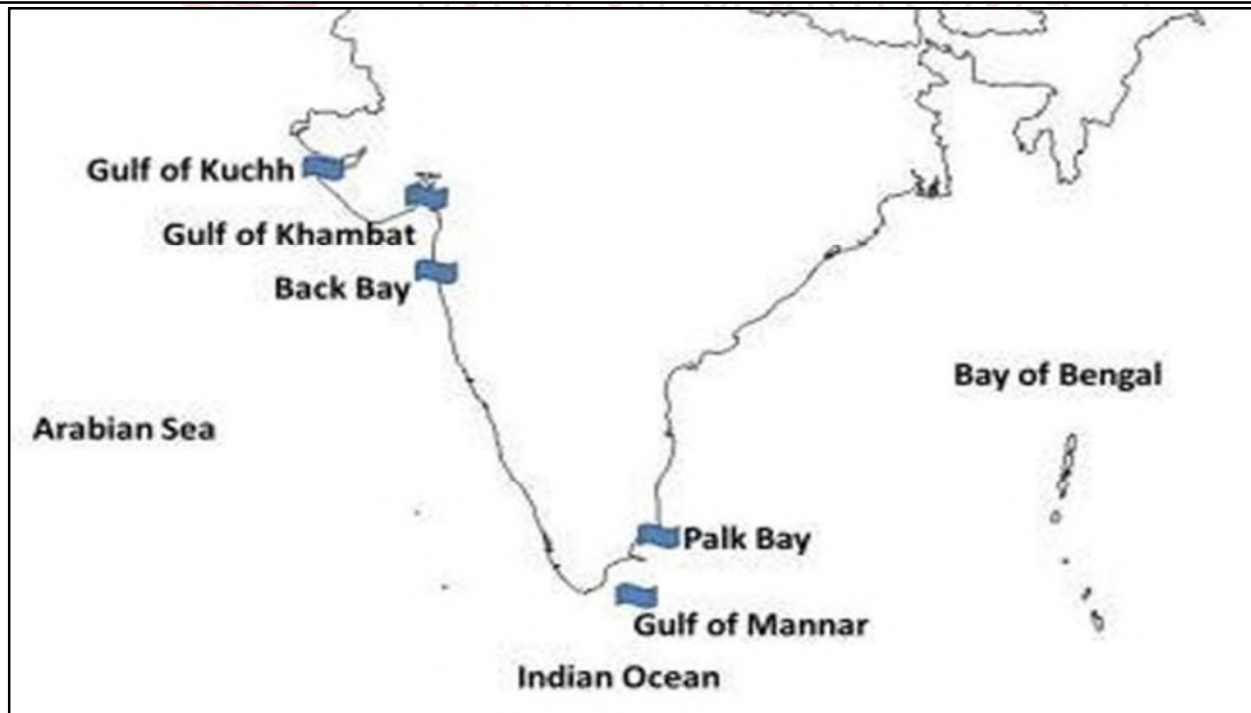 Gulf of Kuchh
Gulf of Khambat
Back Bay
Bay of Bengal
Arabian Sea
Palk Bay
Gulf of Mannar
Indian Ocean